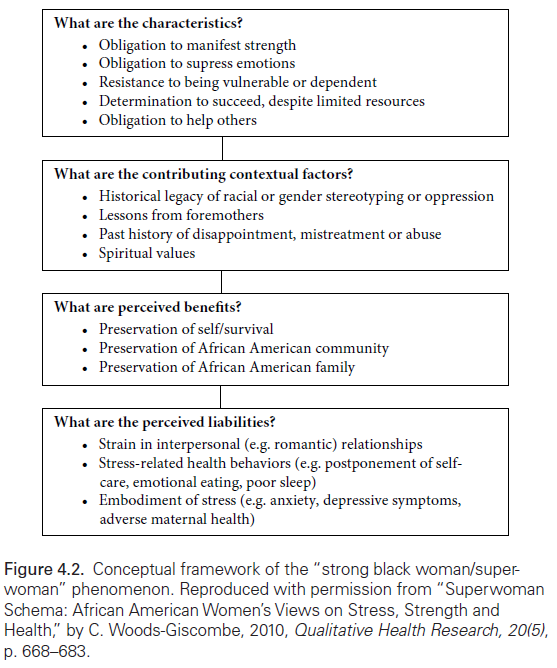 What are the characteristics?
• Obligation to manifest strength
• Obligation to supress emotions
• Resistance to being vulnerable or dependent
• Determination to succeed, despite limited resources
• Obligation to help others
What are the contributing contextual factors?
• Historical legacy of racial or gender stereotyping or oppression
• Lessons from foremothers
• Past history of disappointment, mistreatment or abuse
• Spiritual values
What are perceived benefits?
• Preservation of self/survival
• Preservation of African American community
• Preservation of African American family
What are the perceived liabilities?
• Strain in interpersonal (e.g. romantic) relationships
• Stress-related health behaviors (e.g. postponement of self-
care, emotional eating, poor sleep)
• Embodiment of stress (e.g. anxiety, depressive symptoms,
adverse maternal health)
Figure 4.2. Conceptual framework of the “strong black woman/super-
woman” phenomenon. Reproduced with permission from “Superwoman
Schema: African American Women’s Views on Stress, Strength and
Health,” by C. Woods-Giscombe, 2010, Qualitative Health Research, 20(5),
p. 668–683.